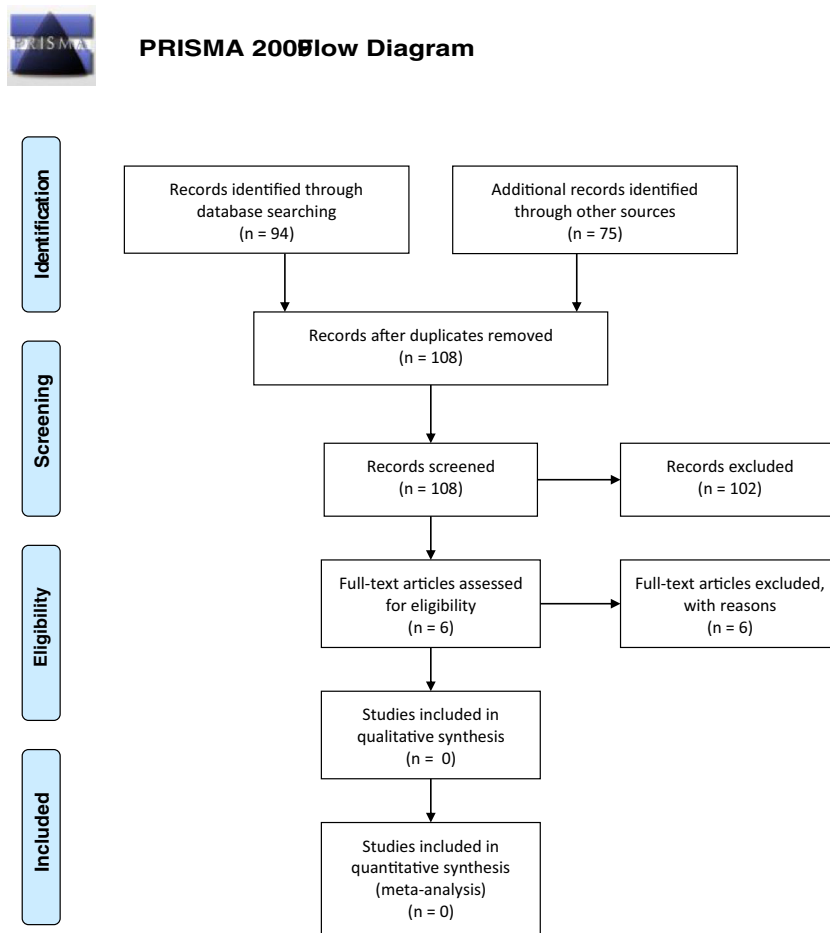 PRISMA
PRISMA 2009 Flow Diagram
Identification
Records identified through
database searching
(n = 94)
Additional records identified
through other sources
(n = 75)
Records after duplicates removed
(n = 108)
Screening
Records screened
(n = 108)
Records excluded
(n = 102)
Eligibility
Full-text articles assessed
for eligibility
(n = 6)
Full-text articles excluded,
with reasons
(n = 6)
Studies included in
qualitative synthesis
(n = 0)
Included
Studies included in
quantitative synthesis
(meta-analysis)
(n = 0)